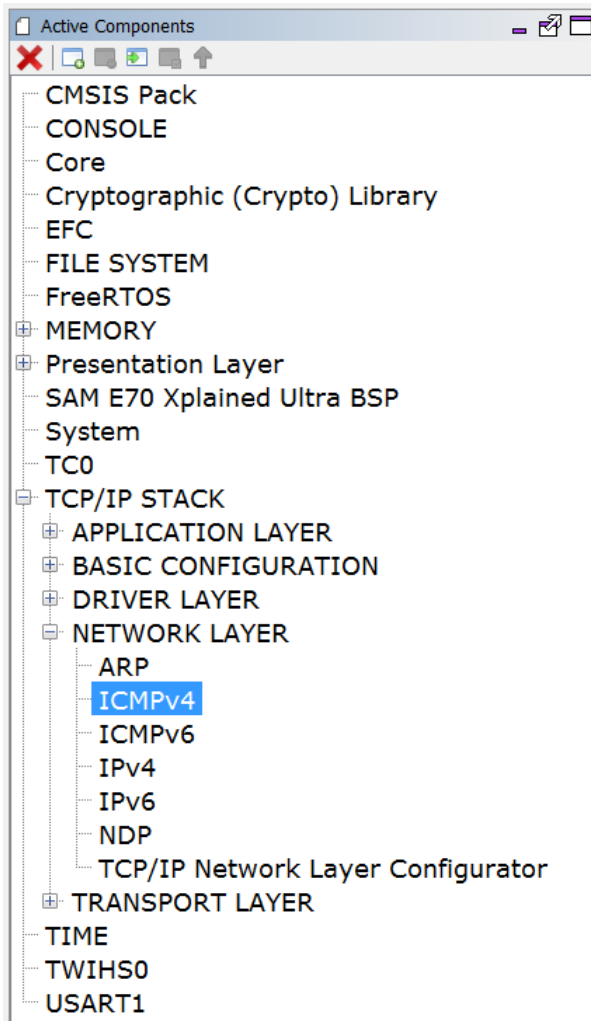 Active Components
CMSIS Pack
CONSOLE
Core
Cryptographic (Crypto) Library
EFC
FILE SYSTEM
FreeRTOS
MEMORY
Presentation Layer
SAM E70 Xplained Ultra BSP
System
TC0
TCP/IP STACK
APPLICATION LAYER
BASIC CONFIGURATION
DRIVER LAYER
NETWORK LAYER
ARP
ICMPv4
ICMPv6
IPv4
IPv6
NDP
TCP/IP Network Layer Configurator
TRANSPORT LAYER
TIME
TWIHS0
USART1